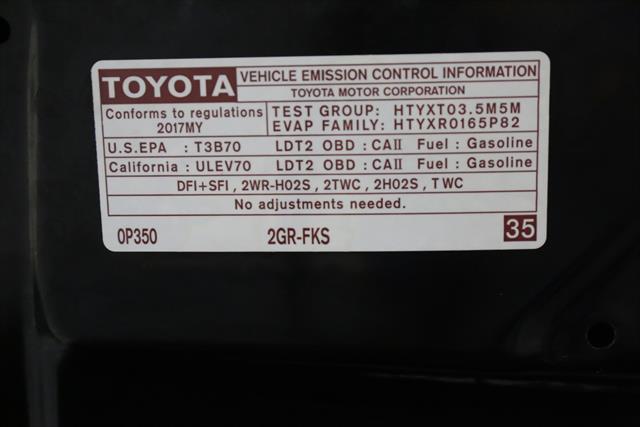 TOYOTA VEHICLE EMISSION CONTROL INFORMATION
TOYOTA MOTOR CORPORATION
Conforms to regulations
2017MY
TEST GROUP: HTYXT03.5M5M
EVAP FAMILY: HTYXR0165P82
U.S.EPA : T3B70 LDT2 OBD : CAII Fuel : Gasoline
California : ULEV70 LDT2 OBD : CAII Fuel : Gasoline
DFI+SFI , 2WR-HO2S , 2TWC , 2HO2S , TWC
No adjustments needed.
0P350 2GR-FKS 35